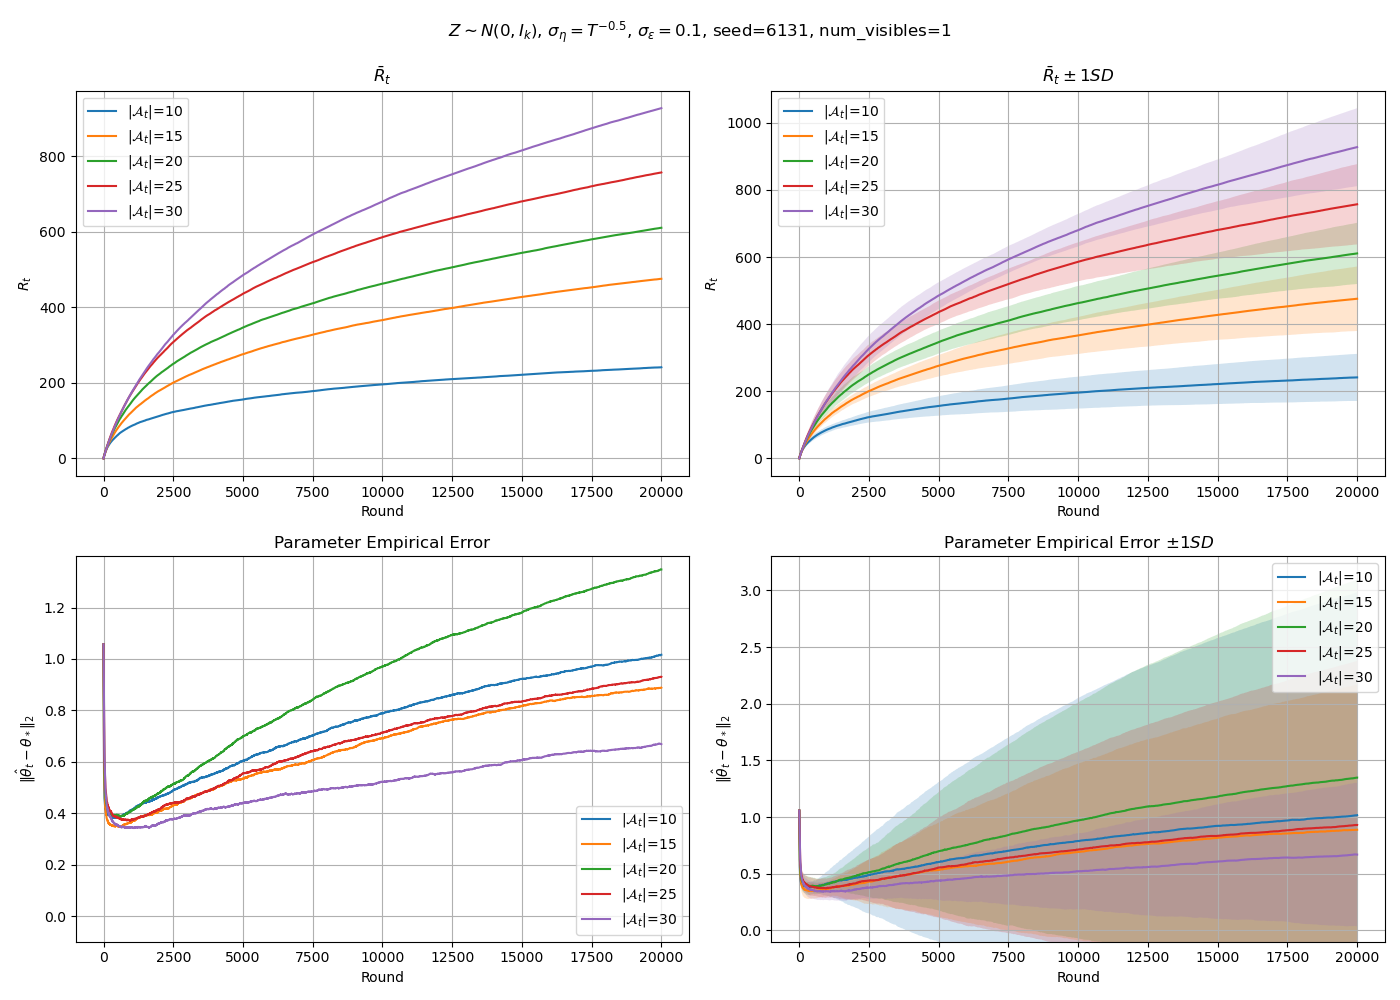 Z ∼ N(0, I_k), σ_η = T^{−0.5}, σ_ε = 0.1, seed=6131, num_visibles=1
R̄_t
R_t
800
600
400
200
0
|𝒜_t|=10
|𝒜_t|=15
|𝒜_t|=20
|𝒜_t|=25
|𝒜_t|=30
0 2500 5000 7500 10000 12500 15000 17500 20000
Round
R̄_t ± 1SD
R_t
1000
800
600
400
200
0
|𝒜_t|=10
|𝒜_t|=15
|𝒜_t|=20
|𝒜_t|=25
|𝒜_t|=30
0 2500 5000 7500 10000 12500 15000 17500 20000
Round
Parameter Empirical Error
‖θ̂_t − θ_*‖_2
1.2
1.0
0.8
0.6
0.4
0.2
0.0
|𝒜_t|=10
|𝒜_t|=15
|𝒜_t|=20
|𝒜_t|=25
|𝒜_t|=30
0 2500 5000 7500 10000 12500 15000 17500 20000
Round
Parameter Empirical Error ±1SD
‖θ̂_t − θ_*‖_2
3.0
2.5
2.0
1.5
1.0
0.5
0.0
|𝒜_t|=10
|𝒜_t|=15
|𝒜_t|=20
|𝒜_t|=25
|𝒜_t|=30
0 2500 5000 7500 10000 12500 15000 17500 20000
Round